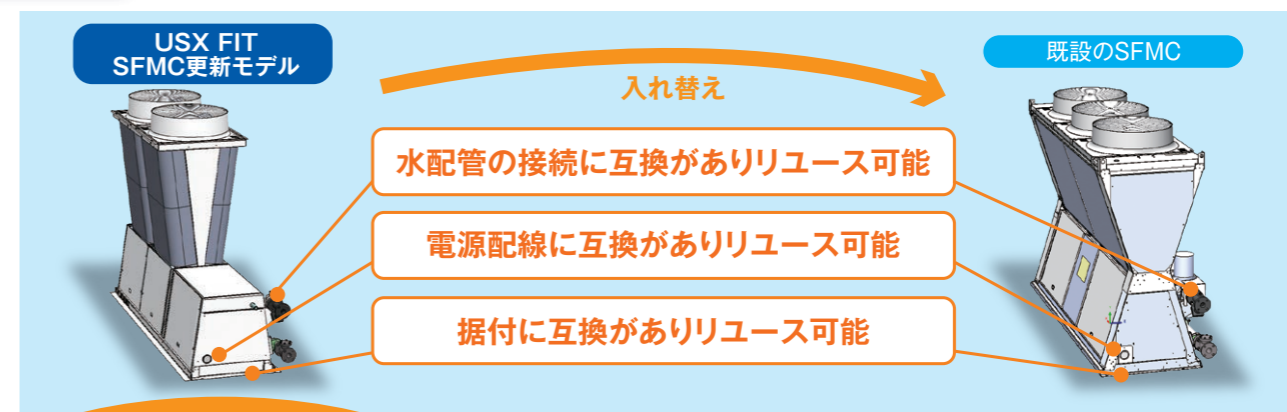 USX FIT
SFMC更新モデル
既設のSFMC
入れ替え
水配管の接続に互換がありリユース可能
電源配線に互換がありリユース可能
据付に互換がありリユース可能